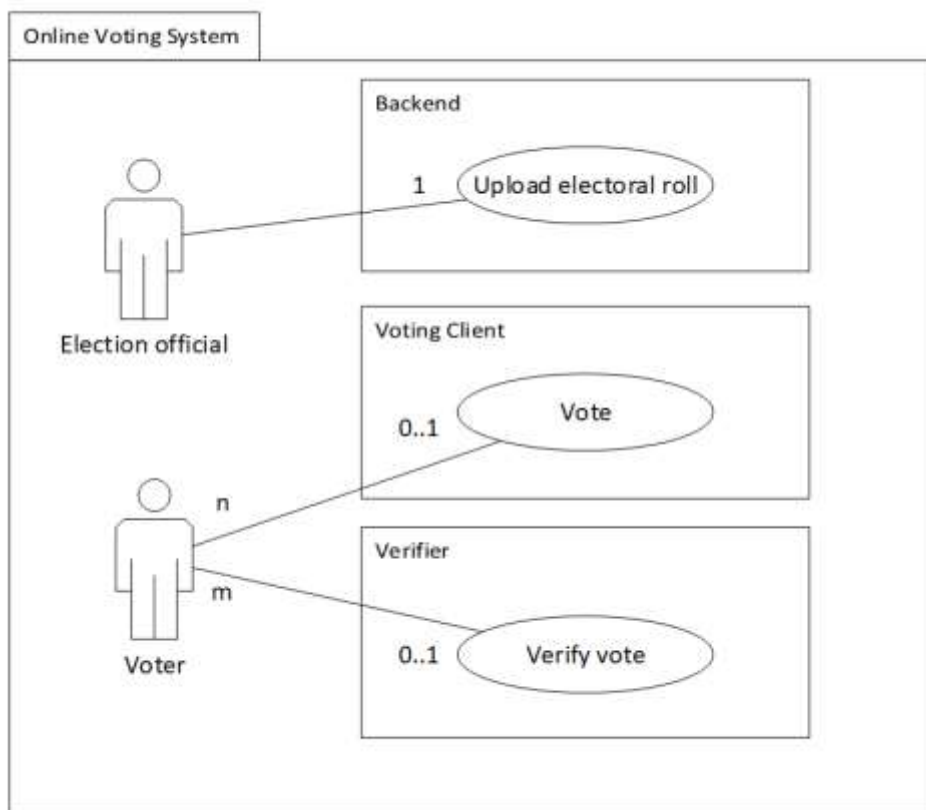 Online Voting System
Backend
1
Upload electoral roll
Election official
Voting Client
Vote
0..1
n
Verifier
m
0..1
Verify vote
Voter